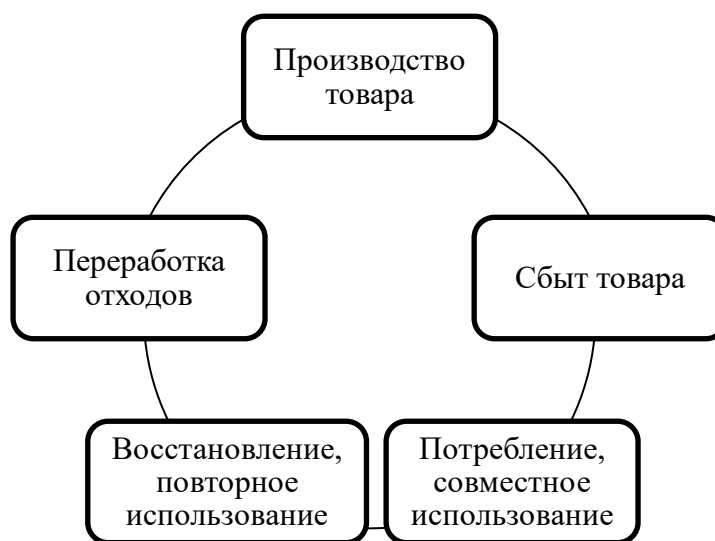 Производство
товара
Переработка
отходов
Сбыт товара
Восстановление,
повторное
использование
Потребление,
совместное
использование